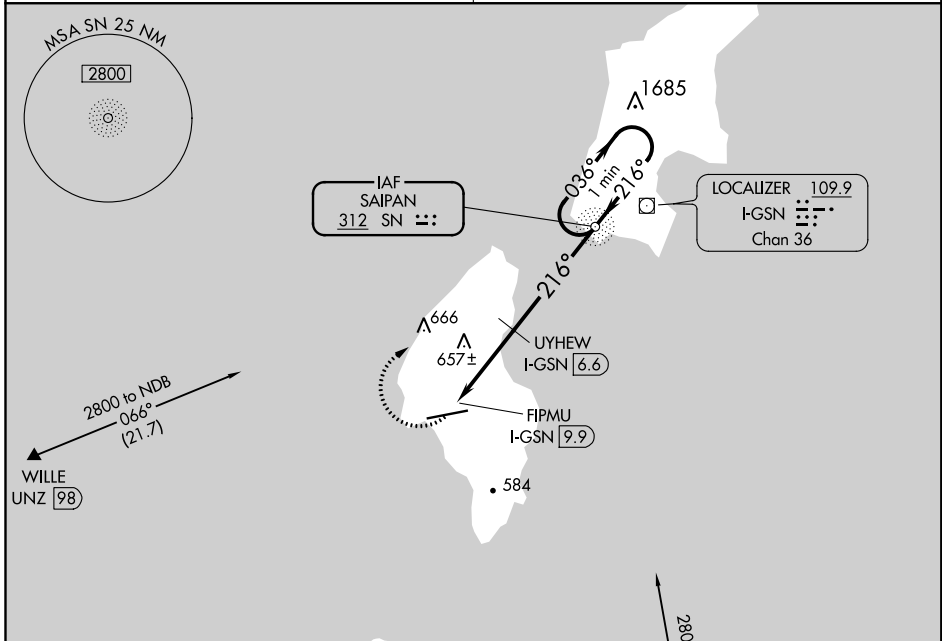 MSA SN 25 NM
2800
1685
IAF
SAIPAN
312 SN
036°
1 min
216°
LOCALIZER 109.9
I-GSN
Chan 36
216°
666
657±
UYHEW
I-GSN 6.6
2800 to NDB
066°
(21.7)
FIPMU
I-GSN 9.9
WILLE
UNZ 98
584
280